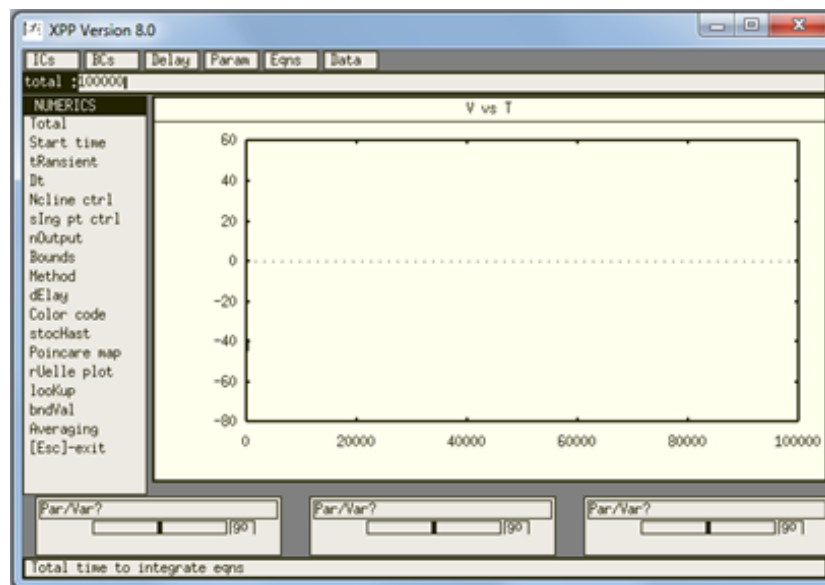 XPP Version 8.0
ICs BCs Delay Param Eqns Data
total :100000
NUMERICS
Total
Start time
tRansient
Dt
Ncline ctrl
sIng pt ctrl
nOutput
Bounds
Method
dElay
Color code
stocHast
Poincare map
rUelle plot
looKup
bndVal
Averaging
[Esc]-exit
V vs T
60
40
20
0
-20
-40
-60
-80
0 20000 40000 60000 80000 100000
Par/Var? Par/Var? Par/Var?
go go go
Total time to integrate eqns